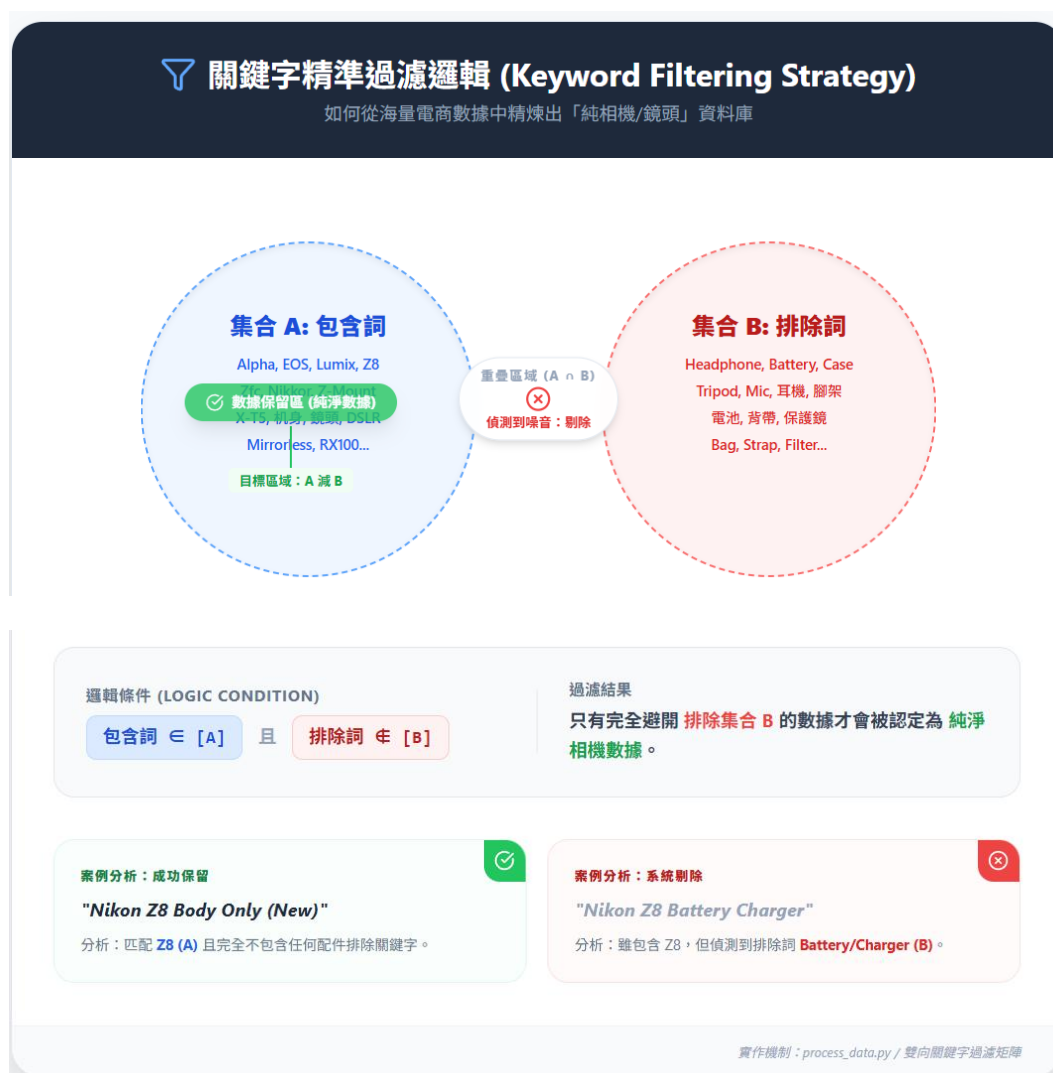 關鍵字精準過濾邏輯 (Keyword Filtering Strategy)
如何從海量電商數據中精煉出「純相機/鏡頭」資料庫
集合 A: 包含詞
Alpha, EOS, Lumix, Z8
Zfc, Nikkor, Z-Mount
數據保留區 (純淨數據)
X-T5, 机身, 鏡頭, DSLR
Mirrorless, RX100...
目標區域：A 減 B
重疊區域 (A ∩ B)
偵測到噪音：剔除
集合 B: 排除詞
Headphone, Battery, Case
Tripod, Mic, 耳機, 腳架
電池, 背帶, 保護鏡
Bag, Strap, Filter...
邏輯條件 (LOGIC CONDITION)
包含詞 ∈ [A] 且 排除詞 ∉ [B]
過濾結果
只有完全避開 排除集合 B 的數據才會被認定為 純淨
相機數據。
案例分析：成功保留
"Nikon Z8 Body Only (New)"
分析：匹配 Z8 (A) 且完全不包含任何配件排除關鍵字。
案例分析：系統剔除
"Nikon Z8 Battery Charger"
分析：雖包含 Z8，但偵測到排除詞 Battery/Charger (B)。
實作機制：process_data.py / 雙向關鍵字過濾矩陣